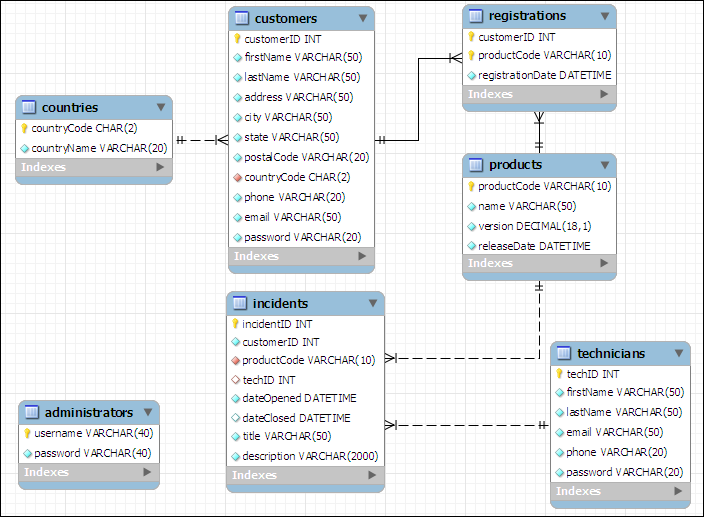 customers
customerID INT
firstName VARCHAR(50)
lastName VARCHAR(50)
address VARCHAR(50)
city VARCHAR(50)
state VARCHAR(50)
postalCode VARCHAR(20)
countryCode CHAR(2)
phone VARCHAR(20)
email VARCHAR(50)
password VARCHAR(20)
Indexes
registrations
customerID INT
productCode VARCHAR(10)
registrationDate DATETIME
Indexes
countries
countryCode CHAR(2)
countryName VARCHAR(20)
Indexes
products
productCode VARCHAR(10)
name VARCHAR(50)
version DECIMAL(18,1)
releaseDate DATETIME
Indexes
incidents
incidentID INT
customerID INT
productCode VARCHAR(10)
techID INT
dateOpened DATETIME
dateClosed DATETIME
title VARCHAR(50)
description VARCHAR(2000)
Indexes
technicians
techID INT
firstName VARCHAR(50)
lastName VARCHAR(50)
email VARCHAR(50)
phone VARCHAR(20)
password VARCHAR(20)
Indexes
administrators
username VARCHAR(40)
password VARCHAR(40)
Indexes